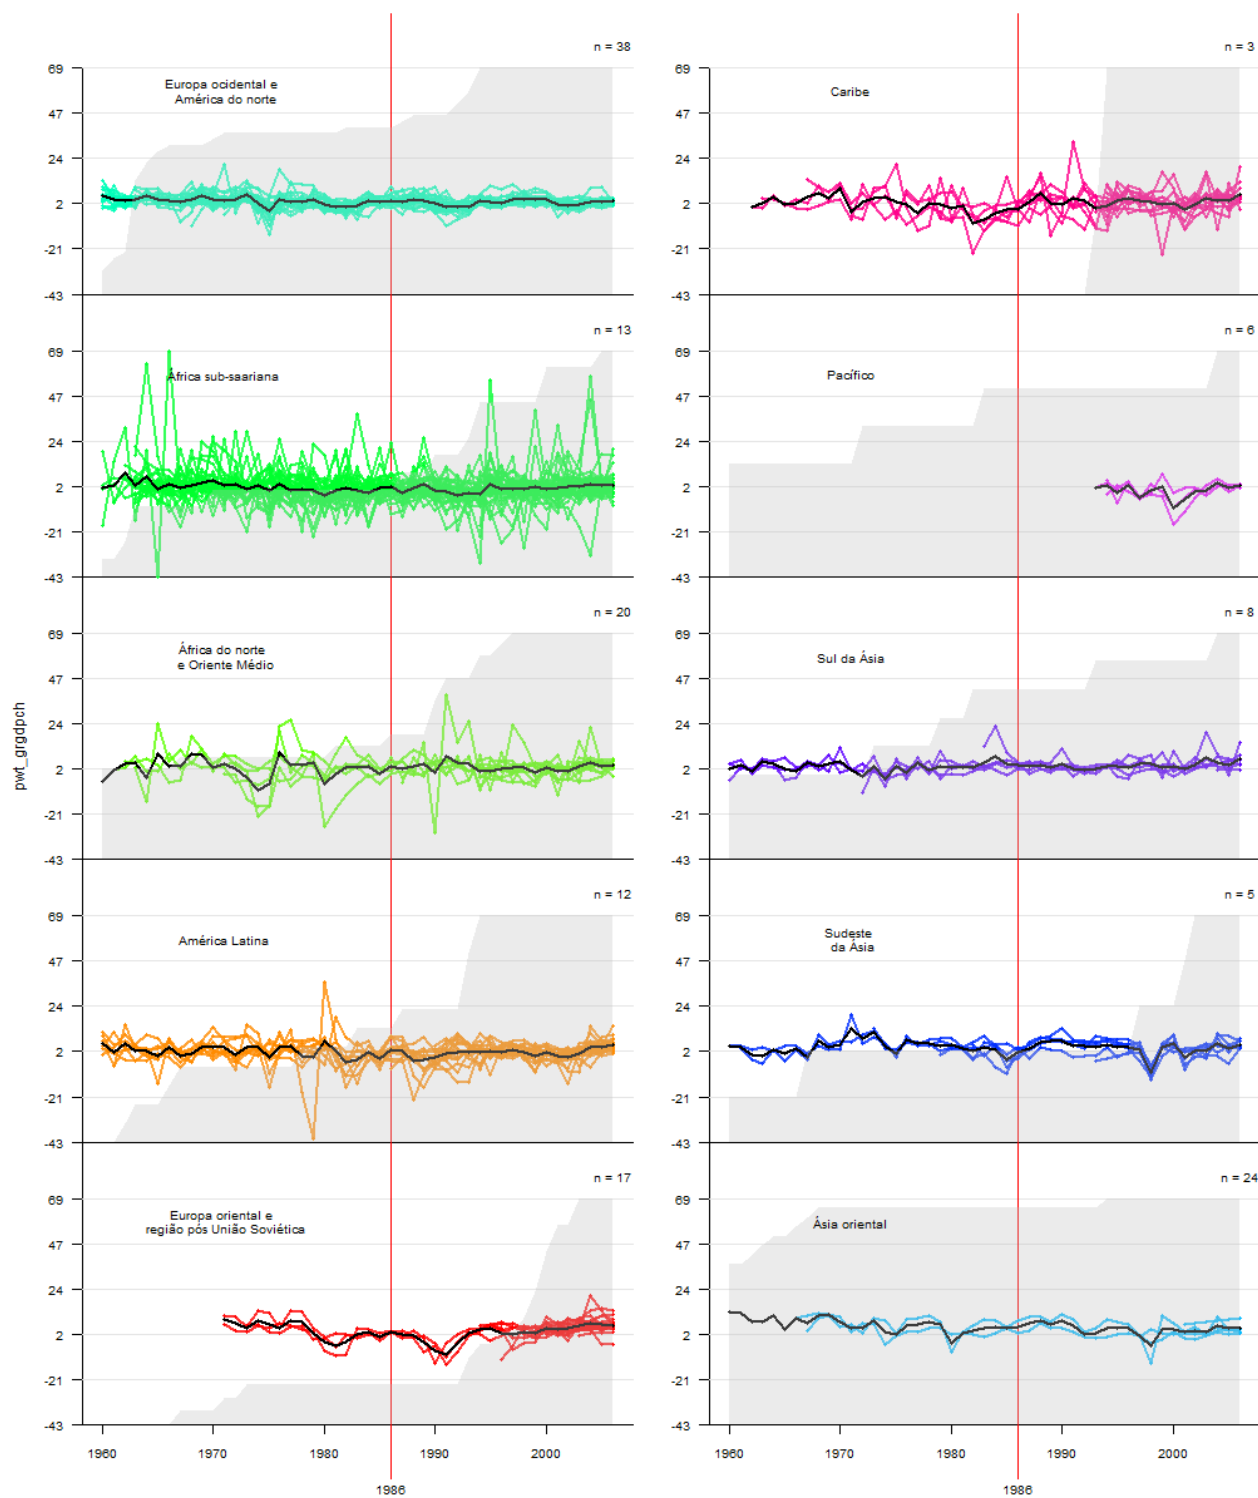 n = 38
69
47
24
2
-21
-43
Europa ocidental e
América do norte
n = 3
69
47
24
2
-21
-43
Caribe
n = 13
69
47
24
2
-21
-43
África sub-saariana
n = 6
69
47
24
2
-21
-43
Pacífico
n = 20
69
47
24
2
-21
-43
África do norte
e Oriente Médio
n = 8
69
47
24
2
-21
-43
Sul da Ásia
pwt_grgdpch
n = 12
69
47
24
2
-21
-43
América Latina
n = 5
69
47
24
2
-21
-43
Sudeste
da Ásia
n = 17
69
47
24
2
-21
-43
Europa oriental e
região pós União Soviética
n = 24
69
47
24
2
-21
-43
Ásia oriental
1960 1970 1980 1990 2000
1986
1960 1970 1980 1990 2000
1986